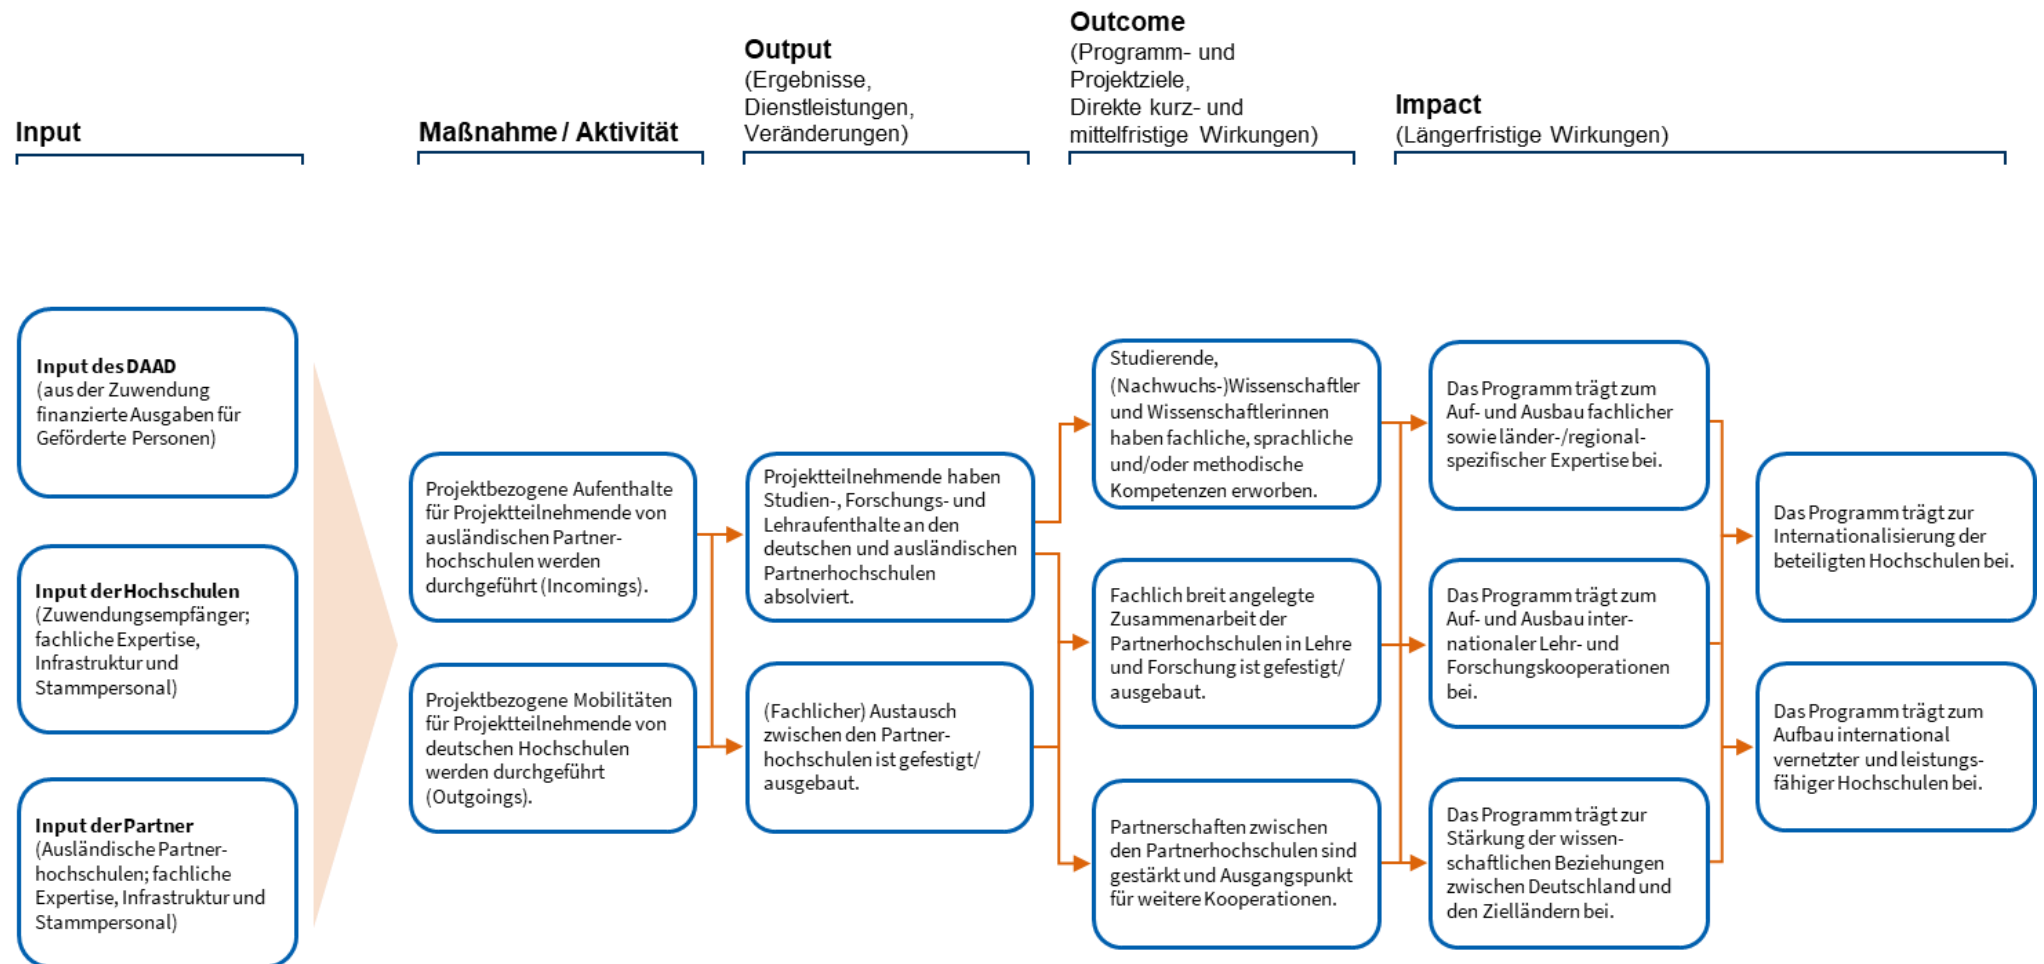 Input
Maßnahme / Aktivität
Output
(Ergebnisse,
Dienstleistungen,
Veränderungen)
Outcome
(Programm- und
Projektziele,
Direkte kurz- und
mittelfristige Wirkungen)
Impact
(Längerfristige Wirkungen)
Input des DAAD
(aus der Zuwendung
finanzierte Ausgaben für
Geförderte Personen)
Input der Hochschulen
(Zuwendungsempfänger;
fachliche Expertise,
Infrastruktur und
Stammpersonal)
Input der Partner
(Ausländische Partner-
hochschulen; fachliche
Expertise, Infrastruktur und
Stammpersonal)
Projektbezogene Aufenthalte
für Projektteilnehmende von
ausländischen Partner-
hochschulen werden
durchgeführt (Incomings).
Projektbezogene Mobilitäten
für Projektteilnehmende von
deutschen Hochschulen
werden durchgeführt
(Outgoings).
Projektteilnehmende haben
Studien-, Forschungs- und
Lehraufenthalte an den
deutschen und ausländischen
Partnerhochschulen
absolviert.
(Fachlicher) Austausch
zwischen den Partner-
hochschulen ist gefestigt/
ausgebaut.
Studierende,
(Nachwuchs-)Wissenschaftler
und Wissenschaftlerinnen
haben fachliche, sprachliche
und/oder methodische
Kompetenzen erworben.
Fachlich breit angelegte
Zusammenarbeit der
Partnerhochschulen in Lehre
und Forschung ist gefestigt/
ausgebaut.
Partnerschaften zwischen
den Partnerhochschulen sind
gestärkt und Ausgangspunkt
für weitere Kooperationen.
Das Programm trägt zum
Auf- und Ausbau fachlicher
sowie länder-/regional-
spezifischer Expertise bei.
Das Programm trägt zum
Auf- und Ausbau inter-
nationaler Lehr- und
Forschungskooperationen
bei.
Das Programm trägt zur
Stärkung der wissen-
schaftlichen Beziehungen
zwischen Deutschland und
den Zielländern bei.
Das Programm trägt zur
Internationalisierung der
beteiligten Hochschulen bei.
Das Programm trägt zum
Aufbau international
vernetzter und leistungs-
fähiger Hochschulen bei.